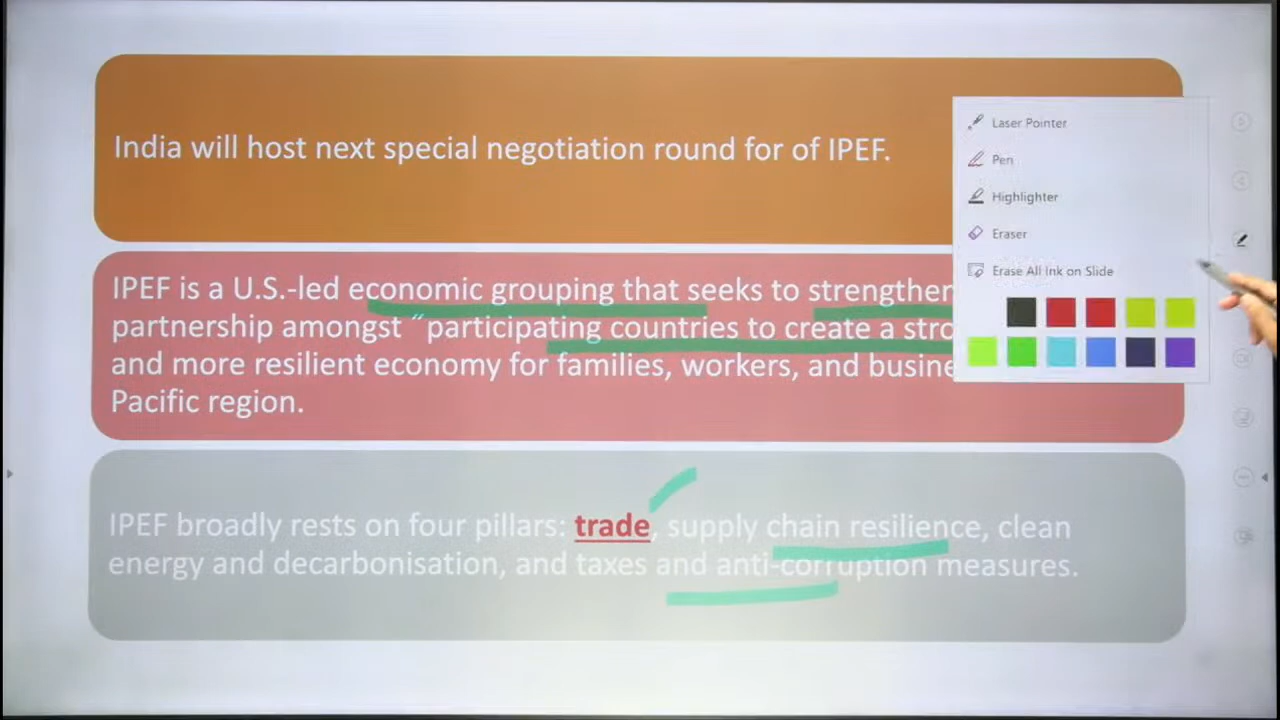 India will host next special negotiation round for of IPEF.
IPEF is a U.S.-led economic grouping that seeks to strengthen
partnership amongst “participating countries to create a
and more resilient economy for families, workers, and
Pacific region.
IPEF broadly rests on four pillars: trade, supply chain resilience, clean
energy and decarbonisation, and taxes and anti-corruption measures.
Laser Pointer
Pen
Highlighter
Eraser
Erase All Ink on Slide